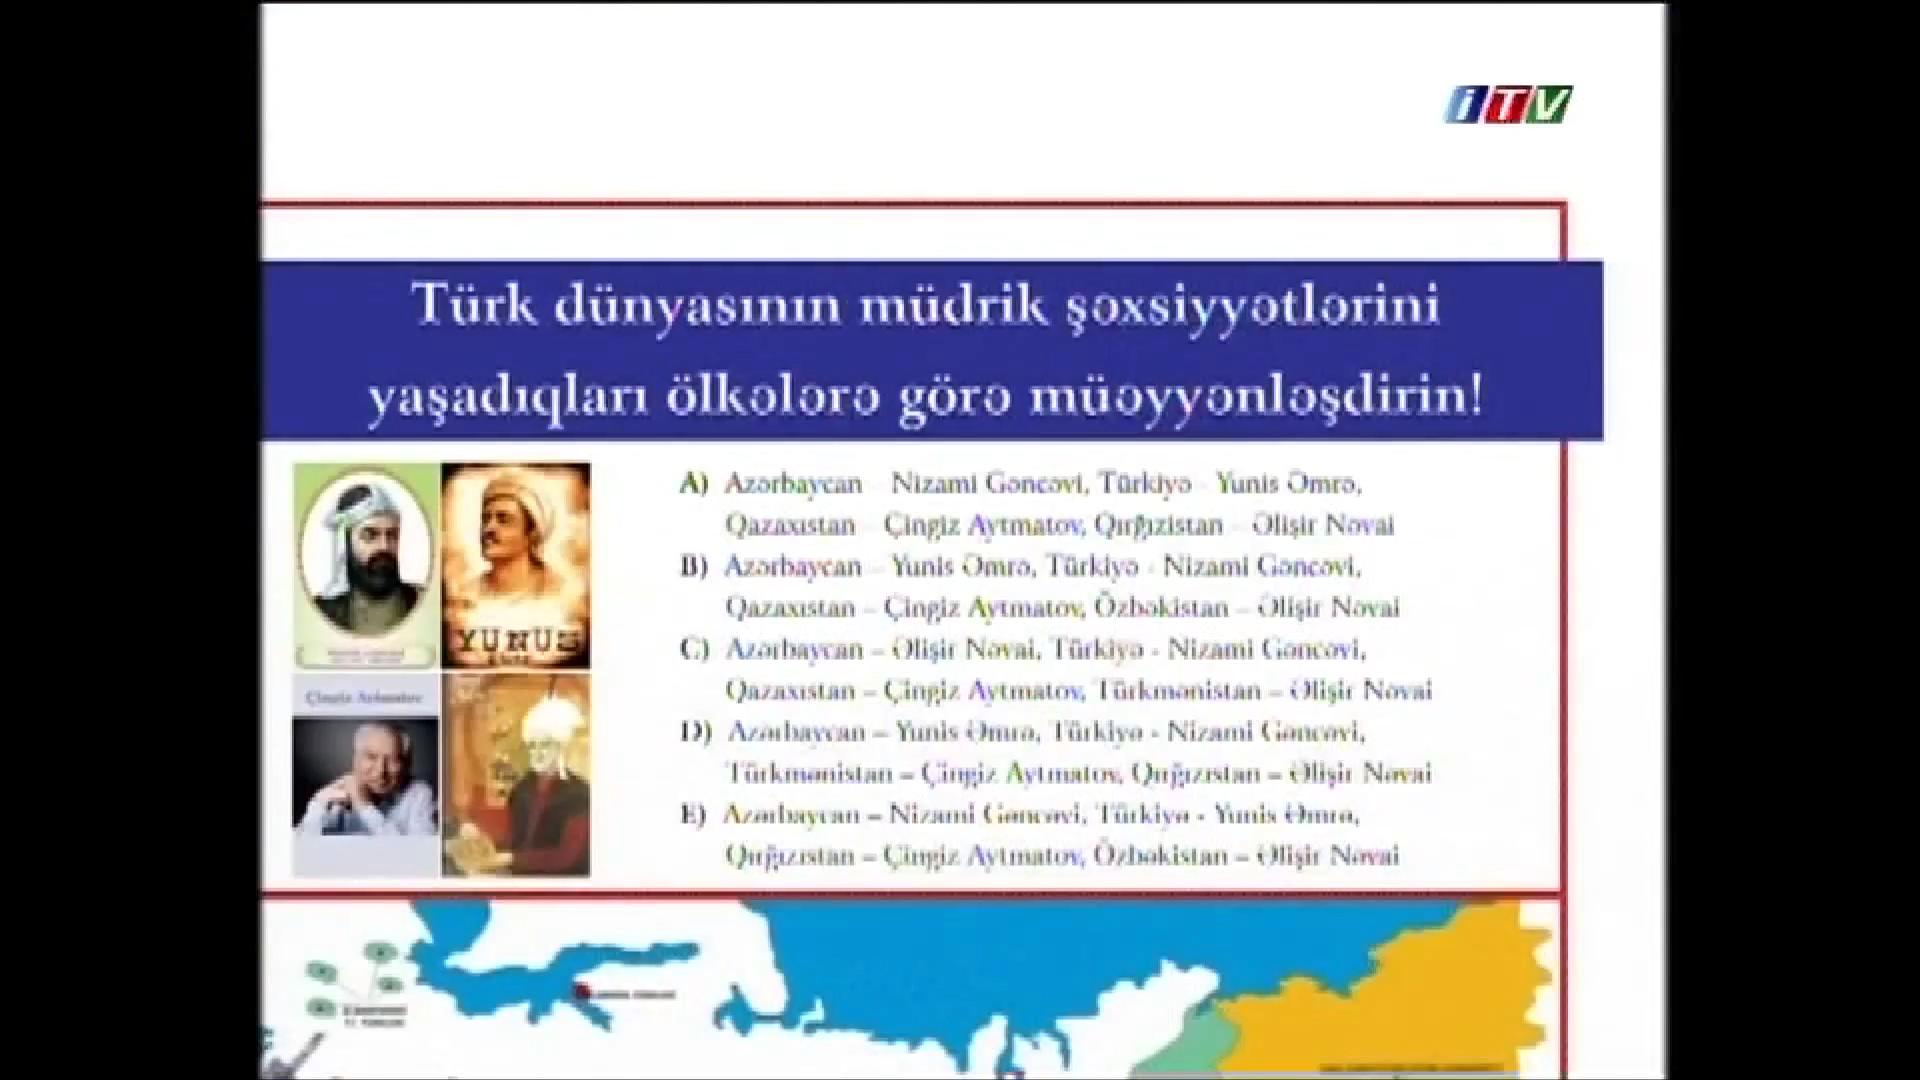 iTV
Türk dünyasının müdrik şəxsiyyətlərini
yaşadıqları ölkələrə görə müəyyənləşdirin!
A) Azərbaycan – Nizami Gəncəvi, Türkiyə - Yunis Əmrə,
Qazaxıstan – Çingiz Aytmatov, Qırğızistan – Əlişir Nəvai
B) Azərbaycan – Yunis Əmrə, Türkiyə - Nizami Gəncəvi,
Qazaxıstan – Çingiz Aytmatov, Özbəkistan – Əlişir Nəvai
C) Azərbaycan – Əlişir Nəvai, Türkiyə - Nizami Gəncəvi,
Qazaxıstan – Çingiz Aytmatov, Türkmənistan – Əlişir Nəvai
D) Azərbaycan – Yunis Əmrə, Türkiyə - Nizami Gəncəvi,
Türkmənistan – Çingiz Aytmatov, Qırğızıstan – Əlişir Nəvai
E) Azərbaycan – Nizami Gəncəvi, Türkiyə - Yunis Əmrə,
Qırğızıstan – Çingiz Aytmatov, Özbəkistan – Əlişir Nəvai
YUNUS
Çingiz Aytmatov